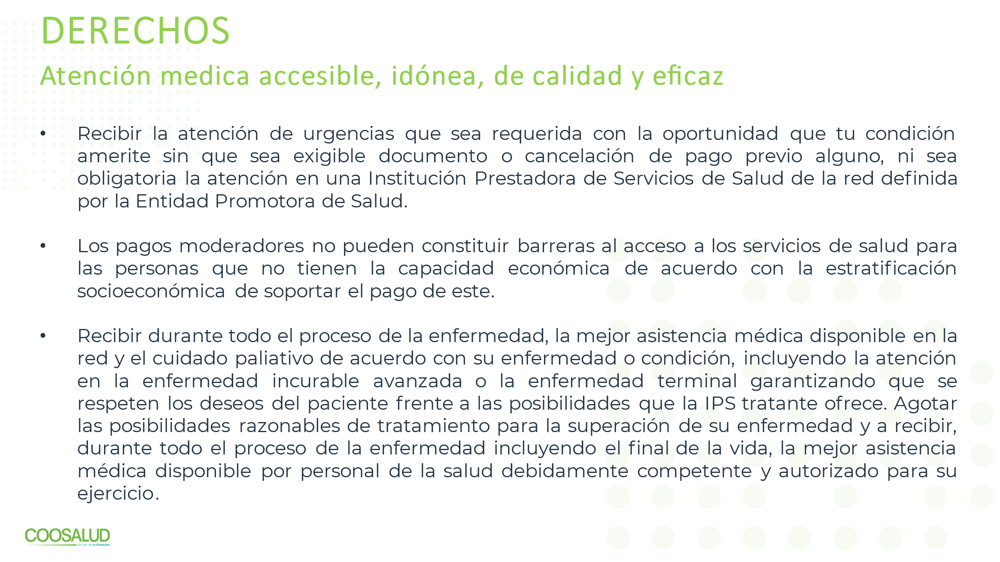 DERECHOS
Atención medica accesible, idónea, de calidad y eficaz
• Recibir la atención de urgencias que sea requerida con la oportunidad que tu condición
amerite sin que sea exigible documento o cancelación de pago previo alguno, ni sea
obligatoria la atención en una Institución Prestadora de Servicios de Salud de la red definida
por la Entidad Promotora de Salud.
• Los pagos moderadores no pueden constituir barreras al acceso a los servicios de salud para
las personas que no tienen la capacidad económica de acuerdo con la estratificación
socioeconómica de soportar el pago de este.
• Recibir durante todo el proceso de la enfermedad, la mejor asistencia médica disponible en la
red y el cuidado paliativo de acuerdo con su enfermedad o condición, incluyendo la atención
en la enfermedad incurable avanzada o la enfermedad terminal garantizando que se
respeten los deseos del paciente frente a las posibilidades que la IPS tratante ofrece. Agotar
las posibilidades razonables de tratamiento para la superación de su enfermedad y a recibir,
durante todo el proceso de la enfermedad incluyendo el final de la vida, la mejor asistencia
médica disponible por personal de la salud debidamente competente y autorizado para su
ejercicio.
COOSALUD
En Pos de tu bienestar